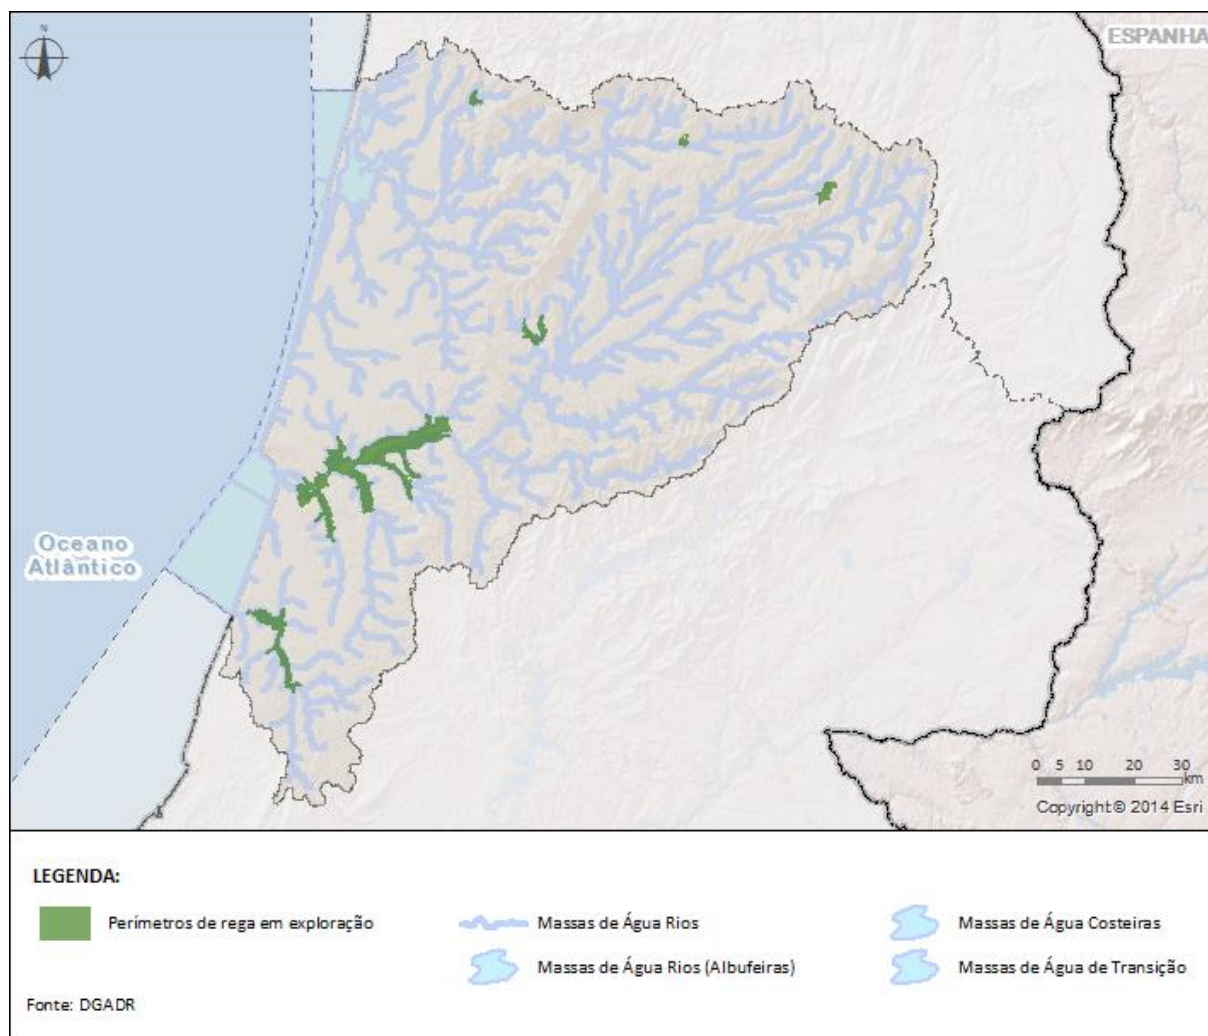 N
ESPANHA
Oceano
Atlântico
0 5 10 20 30
km
Copyright© 2014 Esri
LEGENDA:
Perímetros de rega em exploração
Massas de Água Rios
Massas de Água Costeiras
Massas de Água Rios (Albufeiras)
Massas de Água de Transição
Fonte: DGADR